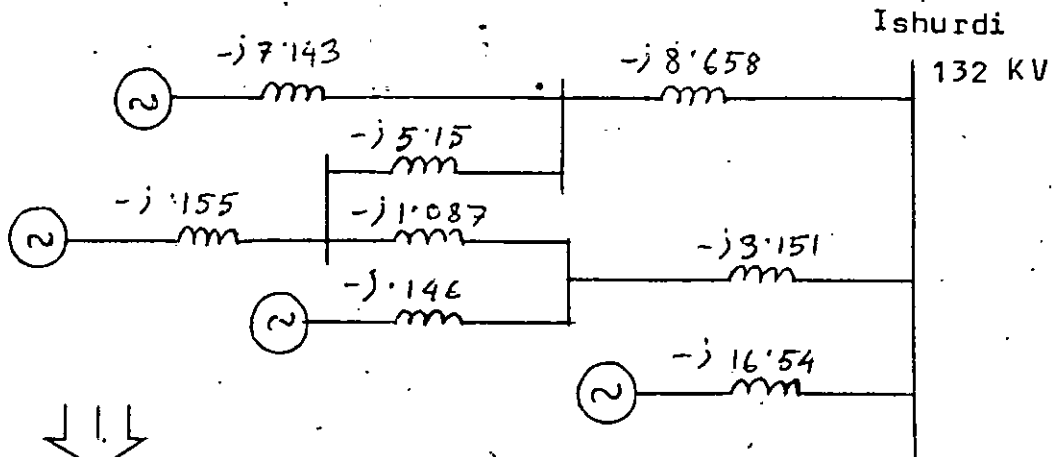 Ishurdi
132 KV
-j 7.143
-j 8.658
-j 5.15
-j .155
-j 1.087
-j 3.151
-j .146
-j 16.54